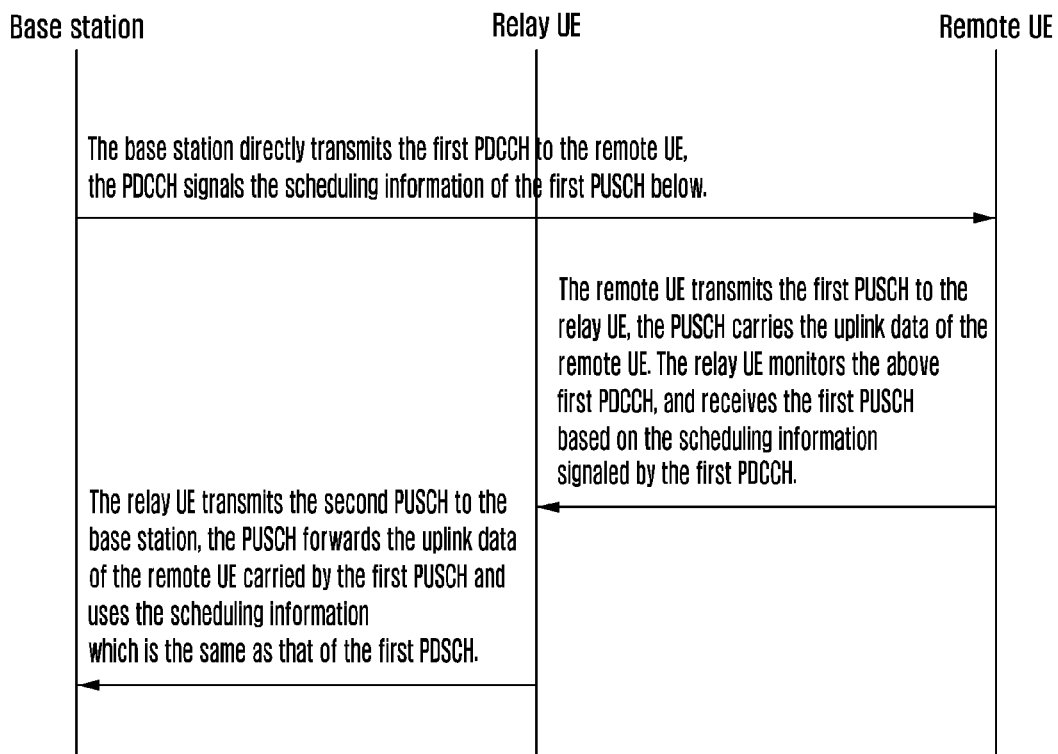 Base station
Relay UE
Remote UE
The base station directly transmits the first PDCCH to the remote UE,
the PDCCH signals the scheduling information of the first PUSCH below.
The remote UE transmits the first PUSCH to the
relay UE, the PUSCH carries the uplink data of the
remote UE. The relay UE monitors the above
first PDCCH, and receives the first PUSCH
based on the scheduling information
signaled by the first PDCCH.
The relay UE transmits the second PUSCH to the
base station, the PUSCH forwards the uplink data
of the remote UE carried by the first PUSCH and
uses the scheduling information
which is the same as that of the first PDSCH.